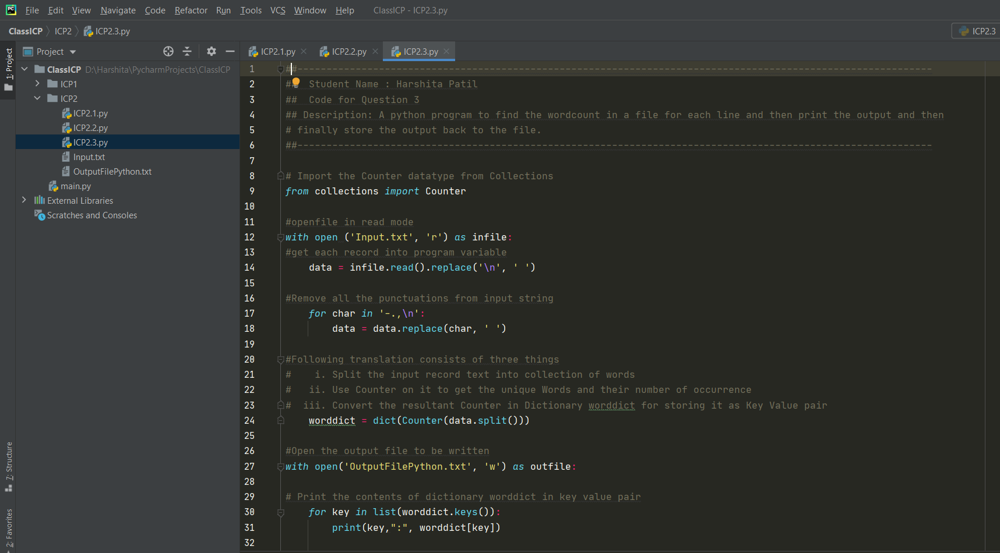 PC File Edit View Navigate Code Refactor Run Tools VCS Window Help ClassICP - ICP2.3.py
ClassICP ICP2 ICP2.3.py ICP2.3
1: Project
Project
ClassICP D:\Harshita\PycharmProjects\ClassICP
ICP1
ICP2
ICP2.1.py
ICP2.2.py
ICP2.3.py
Input.txt
OutputFilePython.txt
main.py
External Libraries
Scratches and Consoles
7: Structure
2: Favorites
ICP2.1.py ICP2.2.py ICP2.3.py
1 ##-------------------------------------------------------------------------------------------------------------
2 ##  Student Name : Harshita Patil
3 ##  Code for Question 3
4 ## Description: A python program to find the wordcount in a file for each line and then print the output and then
5 # finally store the output back to the file.
6 ##-------------------------------------------------------------------------------------------------------------
7
8 # Import the Counter datatype from Collections
9 from collections import Counter
10
11 #openfile in read mode
12 with open ('Input.txt', 'r') as infile:
13 #get each record into program variable
14     data = infile.read().replace('\n', ' ')
15
16 #Remove all the punctuations from input string
17     for char in '-.,\n':
18         data = data.replace(char, ' ')
19
20 #Following translation consists of three things
21 #    i. Split the input record text into collection of words
22 #   ii. Use Counter on it to get the unique Words and their number of occurrence
23 #  iii. Convert the resultant Counter in Dictionary worddict for storing it as Key Value pair
24     worddict = dict(Counter(data.split()))
25
26 #Open the output file to be written
27 with open('OutputFilePython.txt', 'w') as outfile:
28
29 # Print the contents of dictionary worddict in key value pair
30     for key in list(worddict.keys()):
31         print(key,":", worddict[key])
32